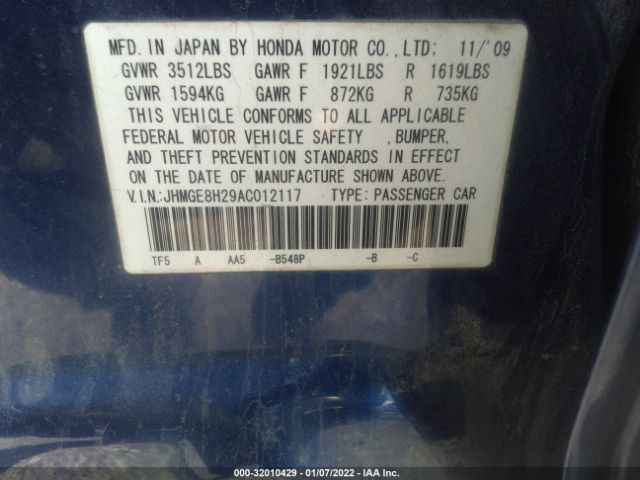 MFD. IN JAPAN BY HONDA MOTOR CO., LTD: 11/'09
GVWR 3512LBS GAWR F 1921LBS R 1619LBS
GVWR 1594KG GAWR F 872KG R 735KG
THIS VEHICLE CONFORMS TO ALL APPLICABLE
FEDERAL MOTOR VEHICLE SAFETY , BUMPER,
AND THEFT PREVENTION STANDARDS IN EFFECT
ON THE DATE OF MANUFACTURE SHOWN ABOVE.
V.I.N.:JHMGE8H29AC012117 TYPE: PASSENGER CAR
TF5 A AA5 -B548P -B -C
000-32010429 - 01/07/2022 - IAA Inc.